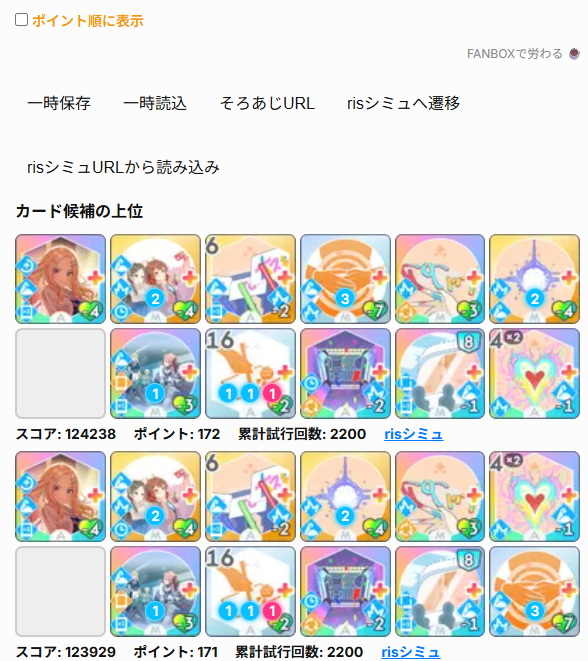 ポイント順に表示
FANBOXで労わる
一時保存 一時読込 そろあじURL risシミュへ遷移
risシミュURLから読み込み
カード候補の上位
6
2 3 2
A -4 M -4 -2 -7 M -3 M -4
16 8 4 ×2
1 1 1 1
M 3 A -2 A -2 M -1 M -1
スコア: 124238 ポイント: 172 累計試行回数: 2200 risシミュ
6 4 ×2
2 2
A -4 M -4 -2 M -4 M -3 M -1
16 8
1 1 1 1 3
M 3 A -2 A -2 M -1 -7
スコア: 123929 ポイント: 171 累計試行回数: 2200 risシミュ